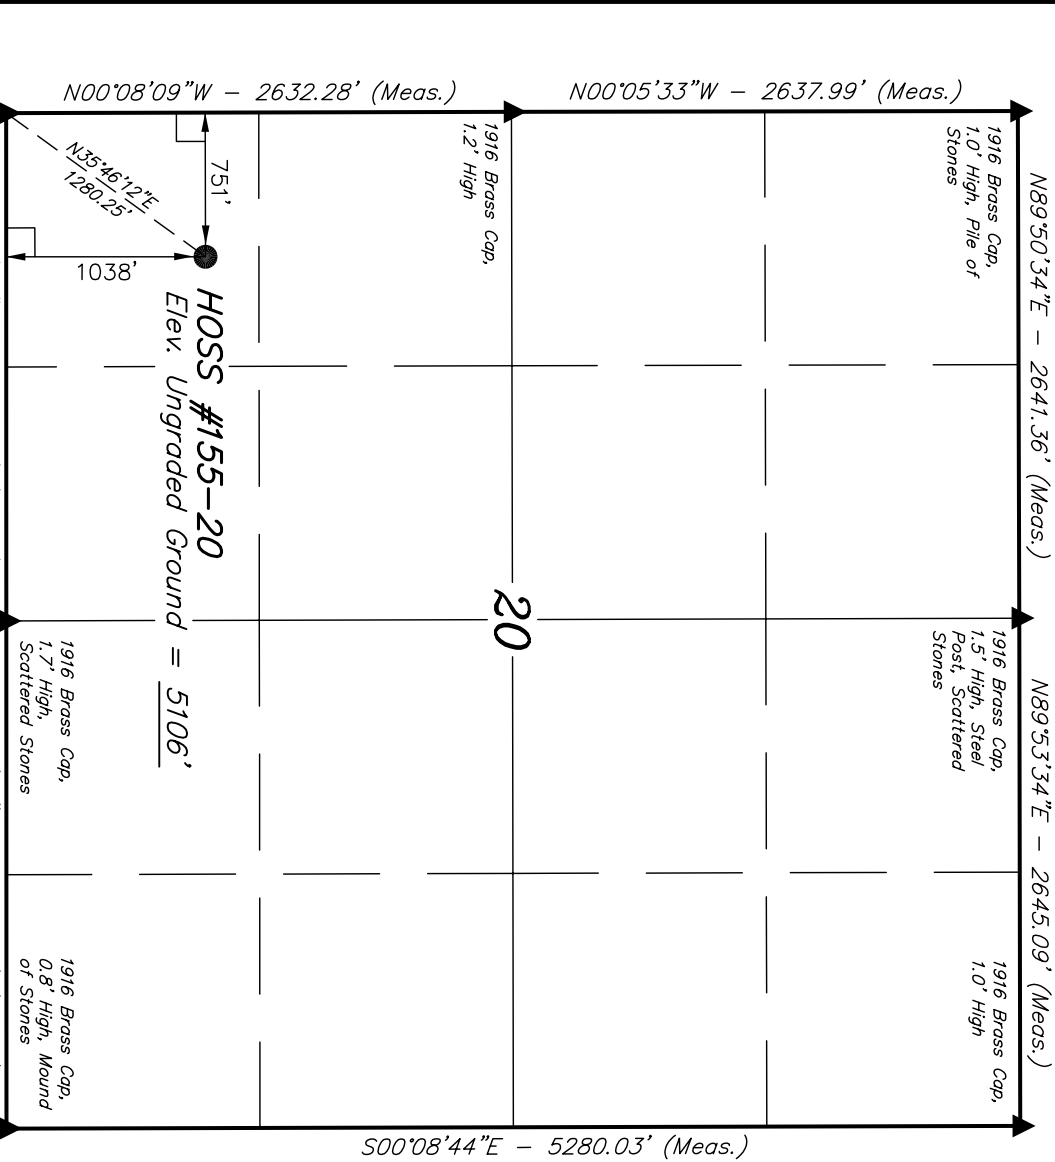 N00°08'09"W – 2632.28' (Meas.)
N00°05'33"W – 2637.99' (Meas.)
N89°50'34"E – 2641.36' (Meas.)
N89°53'34"E – 2645.09' (Meas.)
1916 Brass Cap,
1.0' High, Pile of
Stones
1916 Brass Cap,
1.5' High, Steel
Post, Scattered
Stones
1916 Brass Cap,
1.0' High
1916 Brass Cap,
1.2' High
20
N35°46'12"E
1280.25'
751'
1038'
HOSS #155–20
Elev. Ungraded Ground = 5106'
1916 Brass Cap,
1.7' High,
Scattered Stones
1916 Brass Cap,
0.8' High, Mound
of Stones
S00°08'44"E – 5280.03' (Meas.)